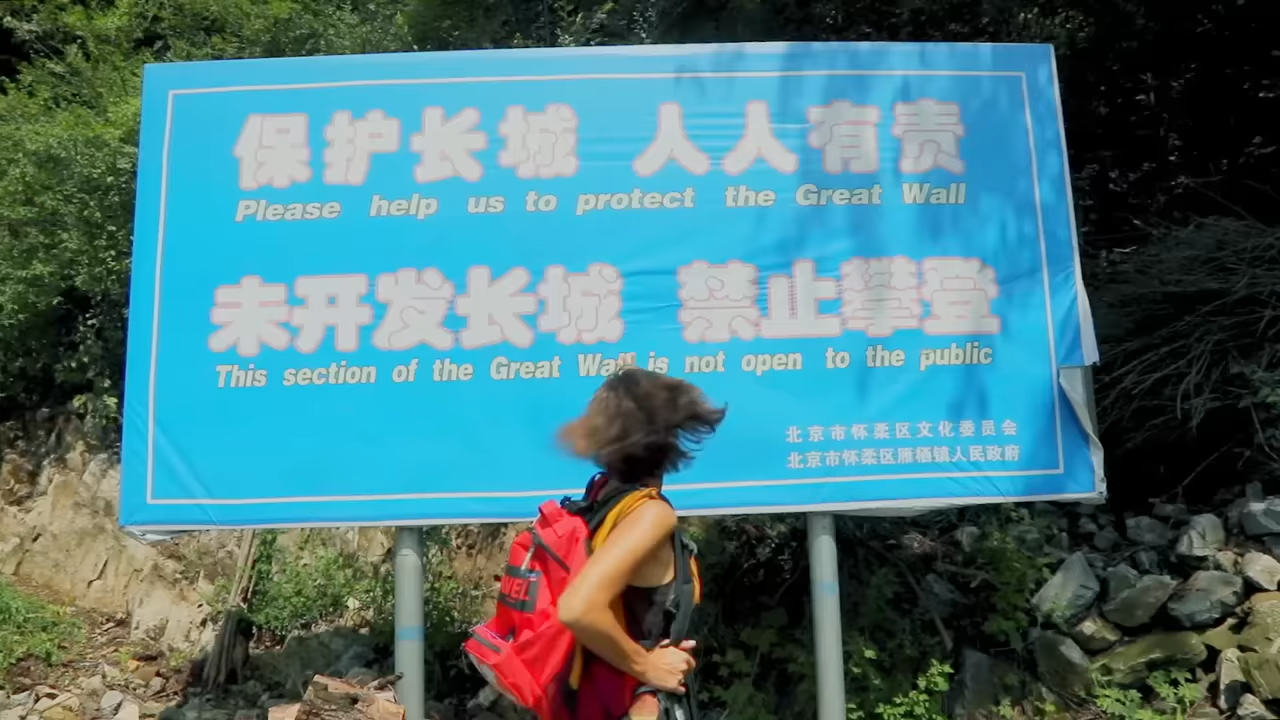 保护长城 人人有责
Please help us to protect the Great Wall
未开发长城 禁止攀登
This section of the Great Wall is not open to the public
北京市怀柔区文化委员会
北京市怀柔区雁栖镇人民政府